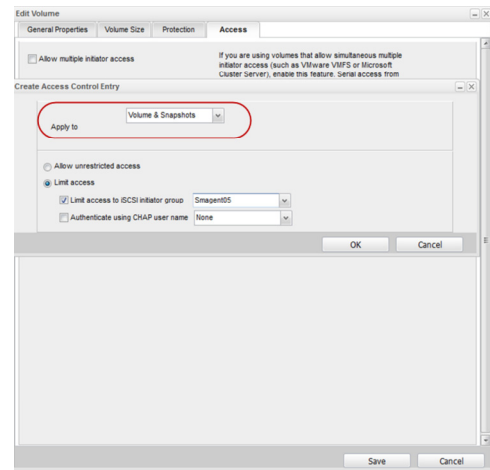 Edit Volume
General Properties Volume Size Protection Access
Allow multiple initiator access
If you are using volumes that allow simultaneous multiple
initiator access (such as VMware VMFS or Microsoft
Cluster Server), enable this feature. Serial access from
Create Access Control Entry
Volume & Snapshots
Apply to
Allow unrestricted access
Limit access
Limit access to iSCSI initiator group Smagent05
Authenticate using CHAP user name None
OK Cancel
Save Cancel